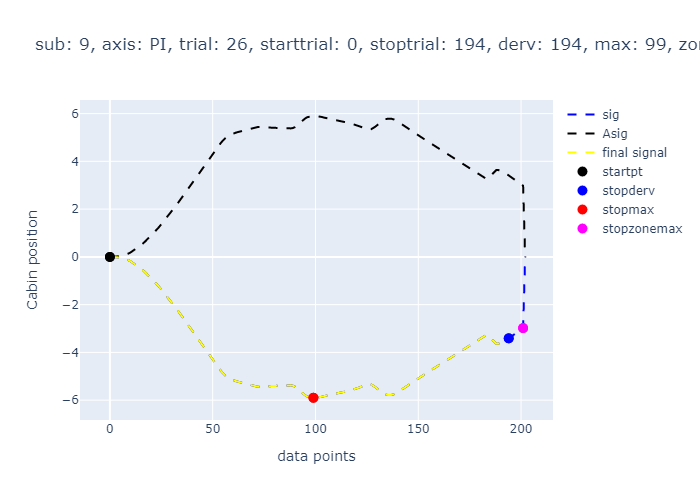 sub: 9, axis: PI, trial: 26, starttrial: 0, stoptrial: 194, derv: 194, max: 99,
sig
Asig
final signal
startpt
stopderv
stopmax
stopzonemax
Cabin position
6
4
2
0
−2
−4
−6
0
50
100
150
200
data points